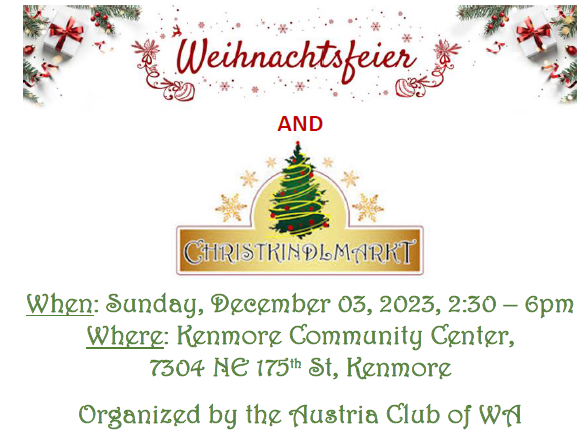 Weihnachtsfeier
AND
CHRISTKINDLMARKT
When: Sunday, December 03, 2023, 2:30 – 6pm
Where: Kenmore Community Center,
7304 NE 175th St, Kenmore
Organized by the Austria Club of WA